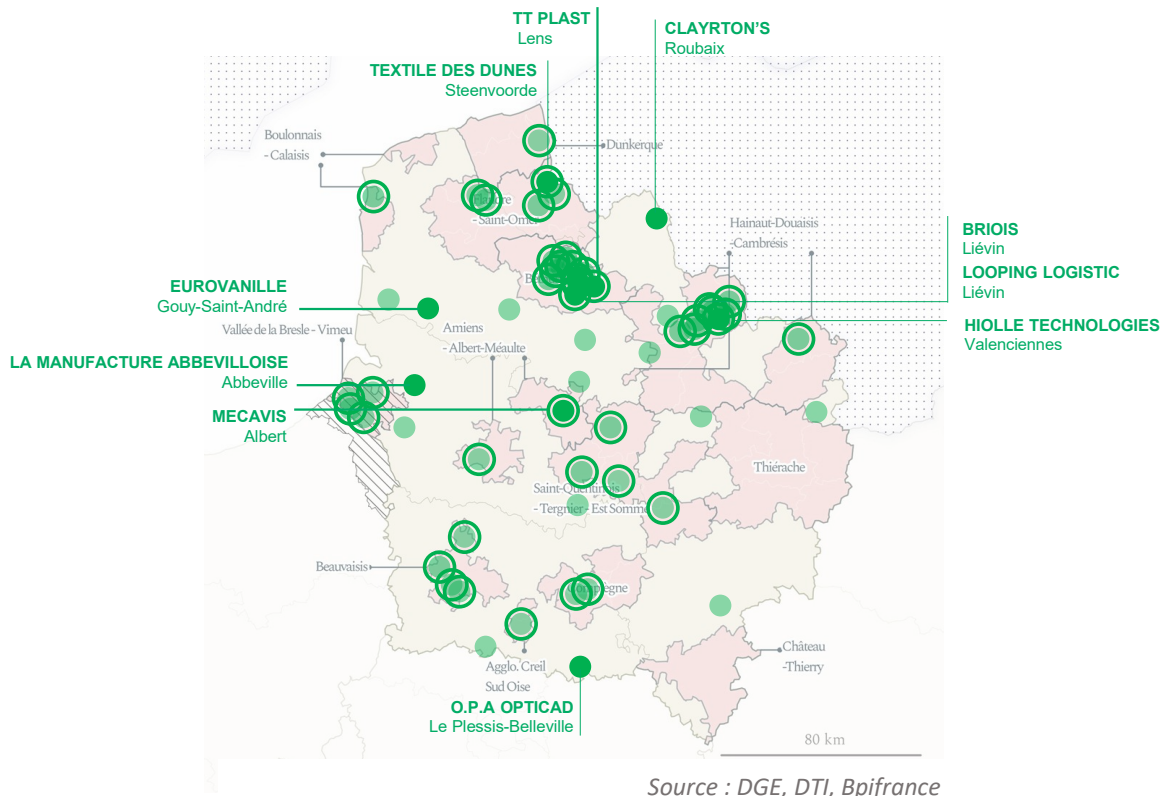 TT PLAST
Lens
CLAYRTON'S
Roubaix
TEXTILE DES DUNES
Steenvoorde
Boulonnais
- Calaisis
Dunkerque
- Saint-Omer
Hainaut-Douaisis
-Cambrésis
BRIOIS
Liévin
LOOPING LOGISTIC
Liévin
EUROVANILLE
Gouy-Saint-André
HIOLLE TECHNOLOGIES
Valenciennes
Vallée de la Bresle - Vimeu
Amiens
- Albert-Méaulte
LA MANUFACTURE ABBEVILLOISE
Abbeville
MECAVIS
Albert
Thiérache
Saint-Quentinois
- Tergnier - Est Somme
Beauvaisis
Compiègne
Château
-Thierry
Agglo. Creil
Sud Oise
O.P.A OPTICAD
Le Plessis-Belleville
80 km
Source : DGE, DTI, Bpifrance